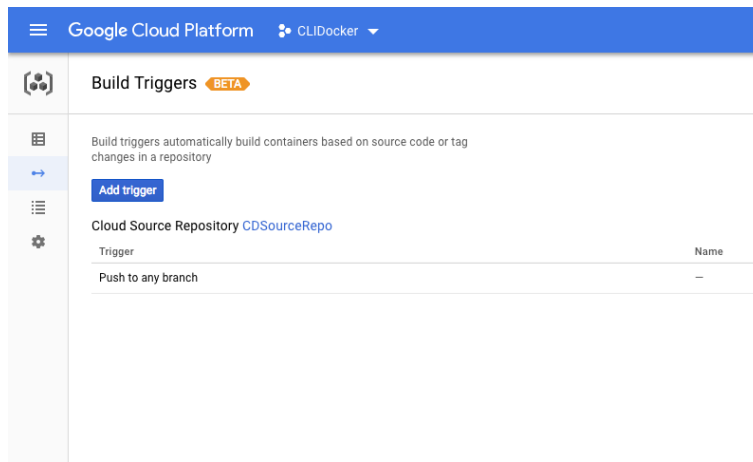 Google Cloud Platform CLIDocker
Build Triggers BETA
Build triggers automatically build containers based on source code or tag
changes in a repository
Add trigger
Cloud Source Repository CDSourceRepo
Trigger Name
Push to any branch –